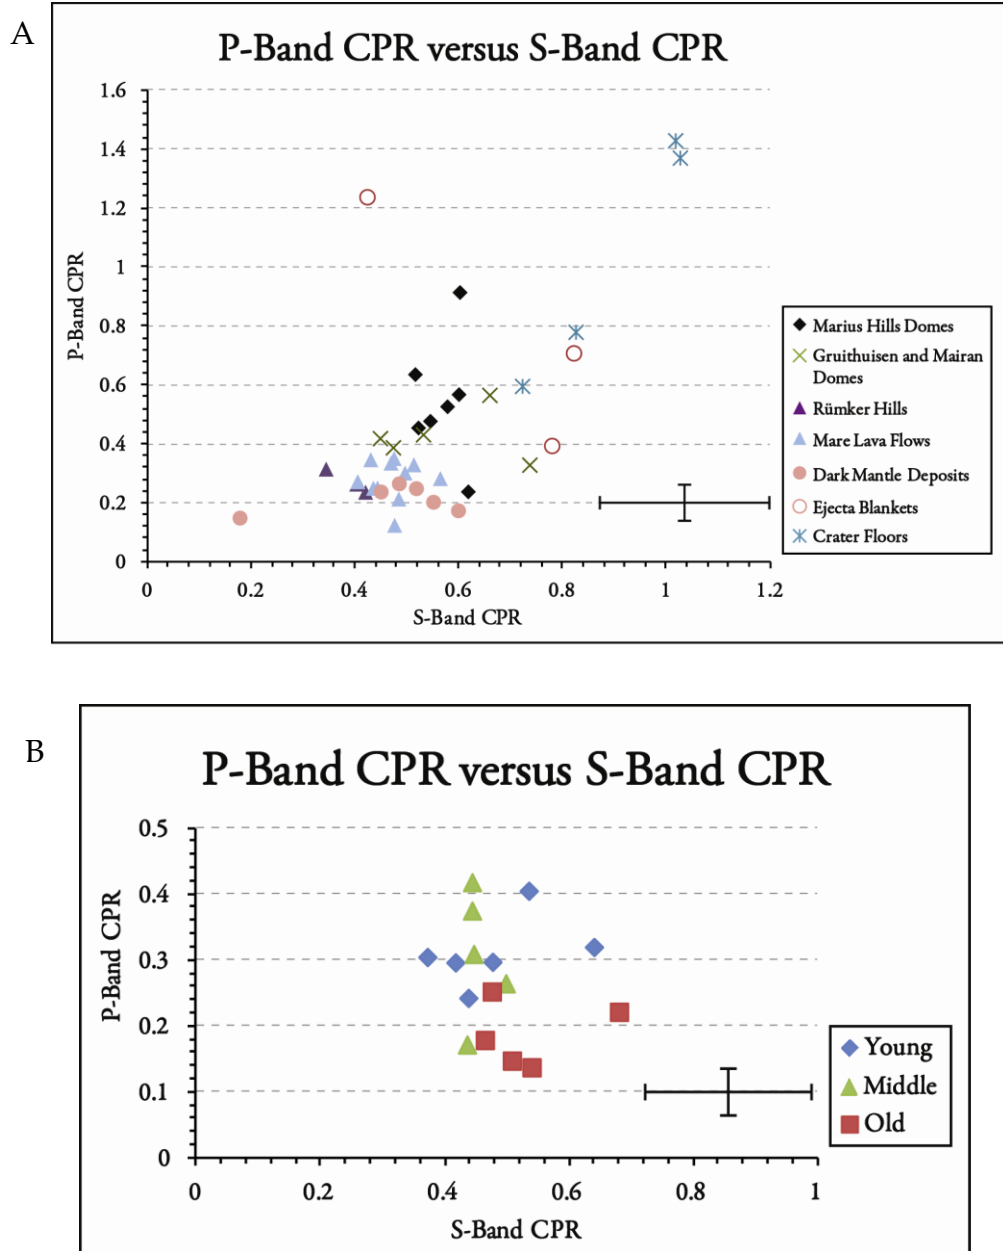 A
P-Band CPR versus S-Band CPR
1.6
1.4
1.2
1
0.8
0.6
0.4
0.2
0
P-Band CPR
0
0.2
0.4
0.6
0.8
1
1.2
S-Band CPR
Marius Hills Domes
Gruithuisen and Mairan
Domes
Rümker Hills
Mare Lava Flows
Dark Mantle Deposits
Ejecta Blankets
Crater Floors
B
P-Band CPR versus S-Band CPR
0.5
0.4
0.3
0.2
0.1
0
P-Band CPR
0
0.2
0.4
0.6
0.8
1
S-Band CPR
Young
Middle
Old